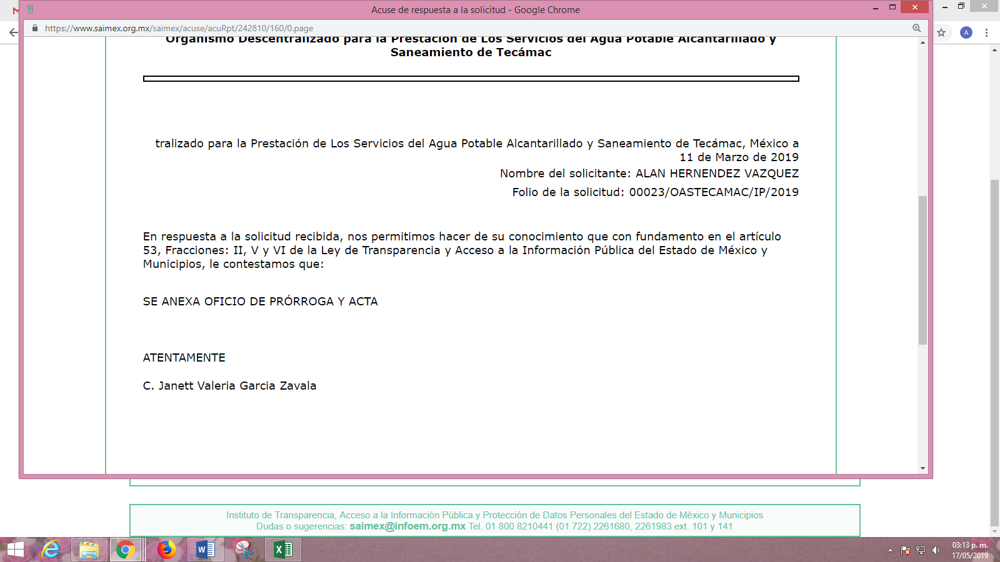 Acuse de respuesta a la solicitud - Google Chrome
https://www.saimex.org.mx/saimex/acuse/acuRpt/242810/160/0.page
A
Organismo Descentralizado para la Prestación de Los Servicios del Agua Potable Alcantarillado y
Saneamiento de Tecámac
tralizado para la Prestación de Los Servicios del Agua Potable Alcantarillado y Saneamiento de Tecámac, México a
11 de Marzo de 2019
Nombre del solicitante: ALAN HERNENDEZ VAZQUEZ
Folio de la solicitud: 00023/OASTECAMAC/IP/2019
En respuesta a la solicitud recibida, nos permitimos hacer de su conocimiento que con fundamento en el artículo
53, Fracciones: II, V y VI de la Ley de Transparencia y Acceso a la Información Pública del Estado de México y
Municipios, le contestamos que:
SE ANEXA OFICIO DE PRÓRROGA Y ACTA
ATENTAMENTE
C. Janett Valeria Garcia Zavala
Instituto de Transparencia, Acceso a la Información Pública y Protección de Datos Personales del Estado de México y Municipios
Dudas o sugerencias: saimex@infoem.org.mx Tel. 01 800 8210441 (01 722) 2261680, 2261983 ext. 101 y 141
03:13 p. m.
17/05/2019